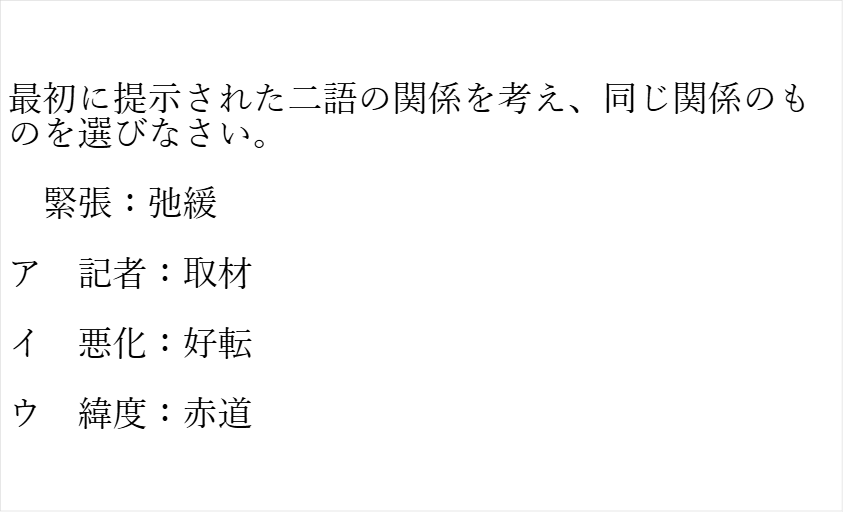 最初に提示された二語の関係を考え、同じ関係のも
のを選びなさい。
　緊張：弛緩
ア　記者：取材
イ　悪化：好転
ウ　緯度：赤道